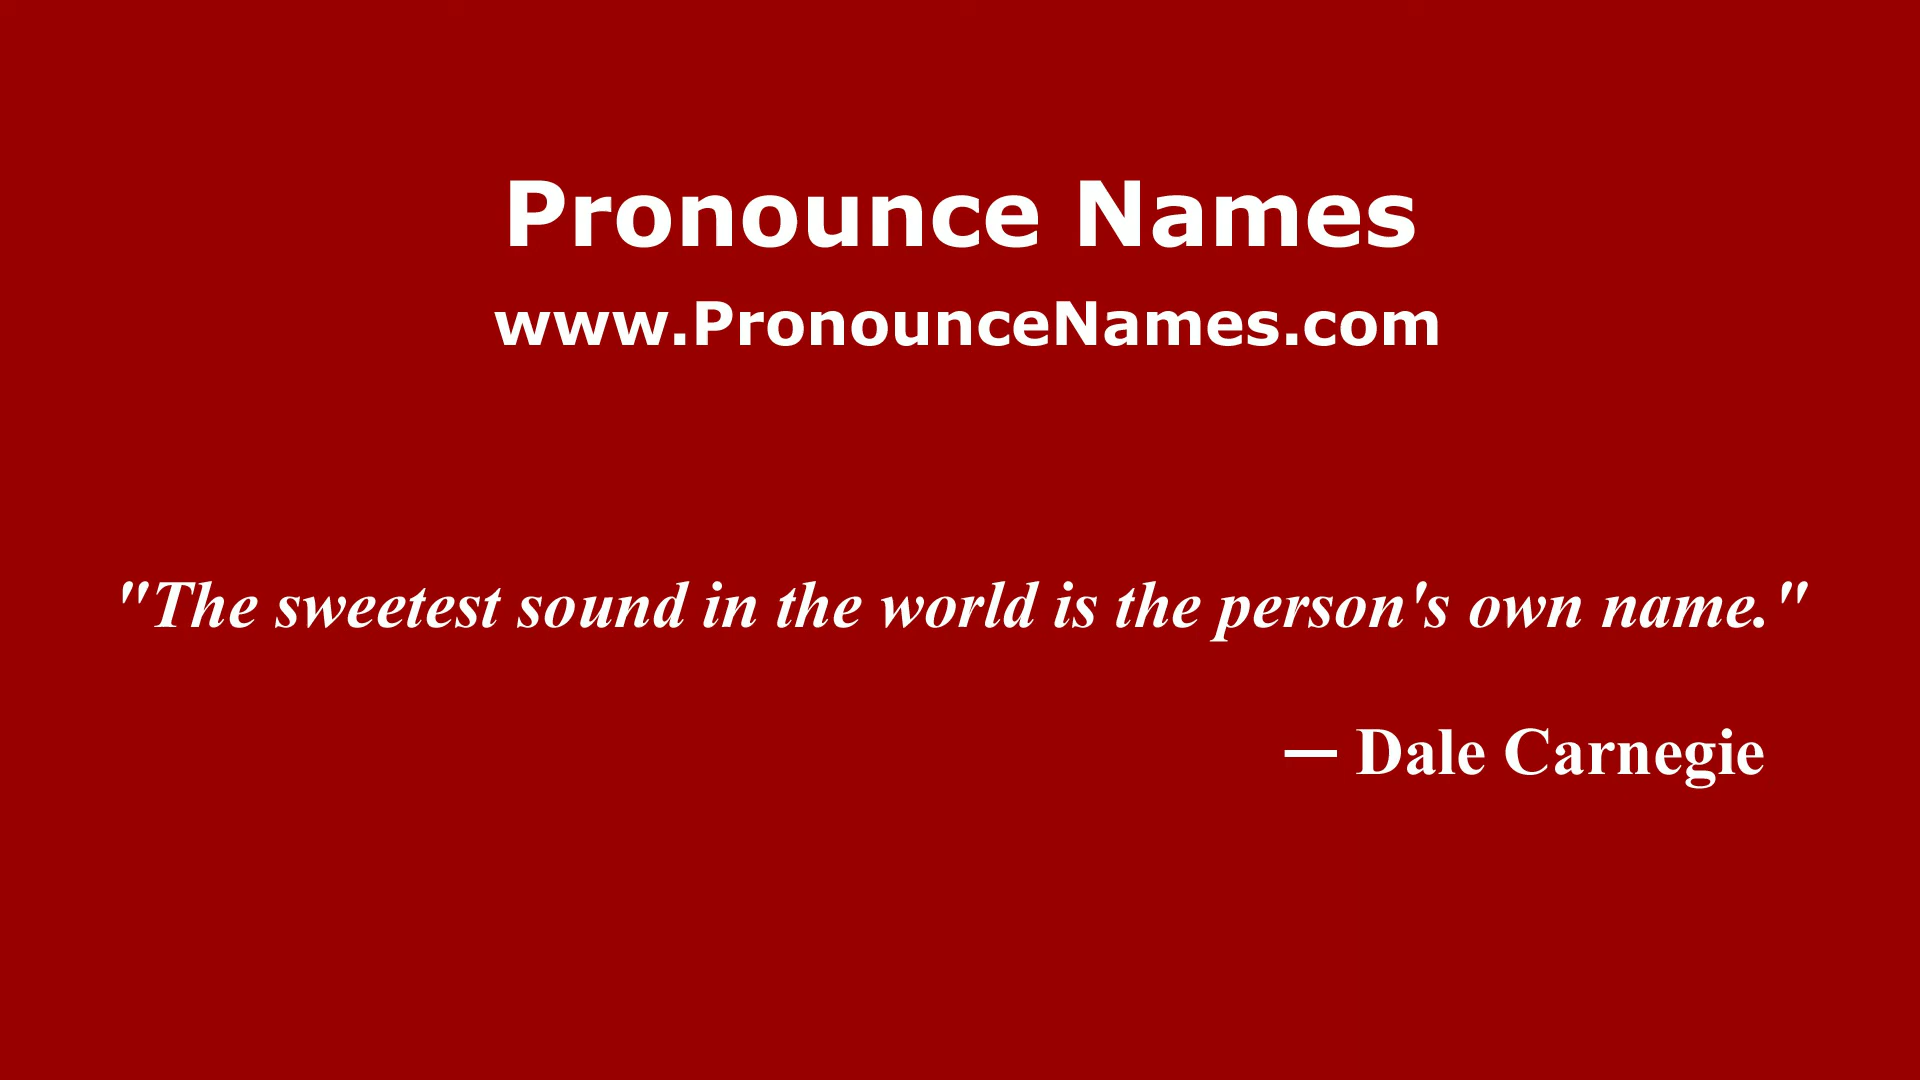 Pronounce Names
www.PronounceNames.com
"The sweetest sound in the world is the person's own name."
— Dale Carnegie